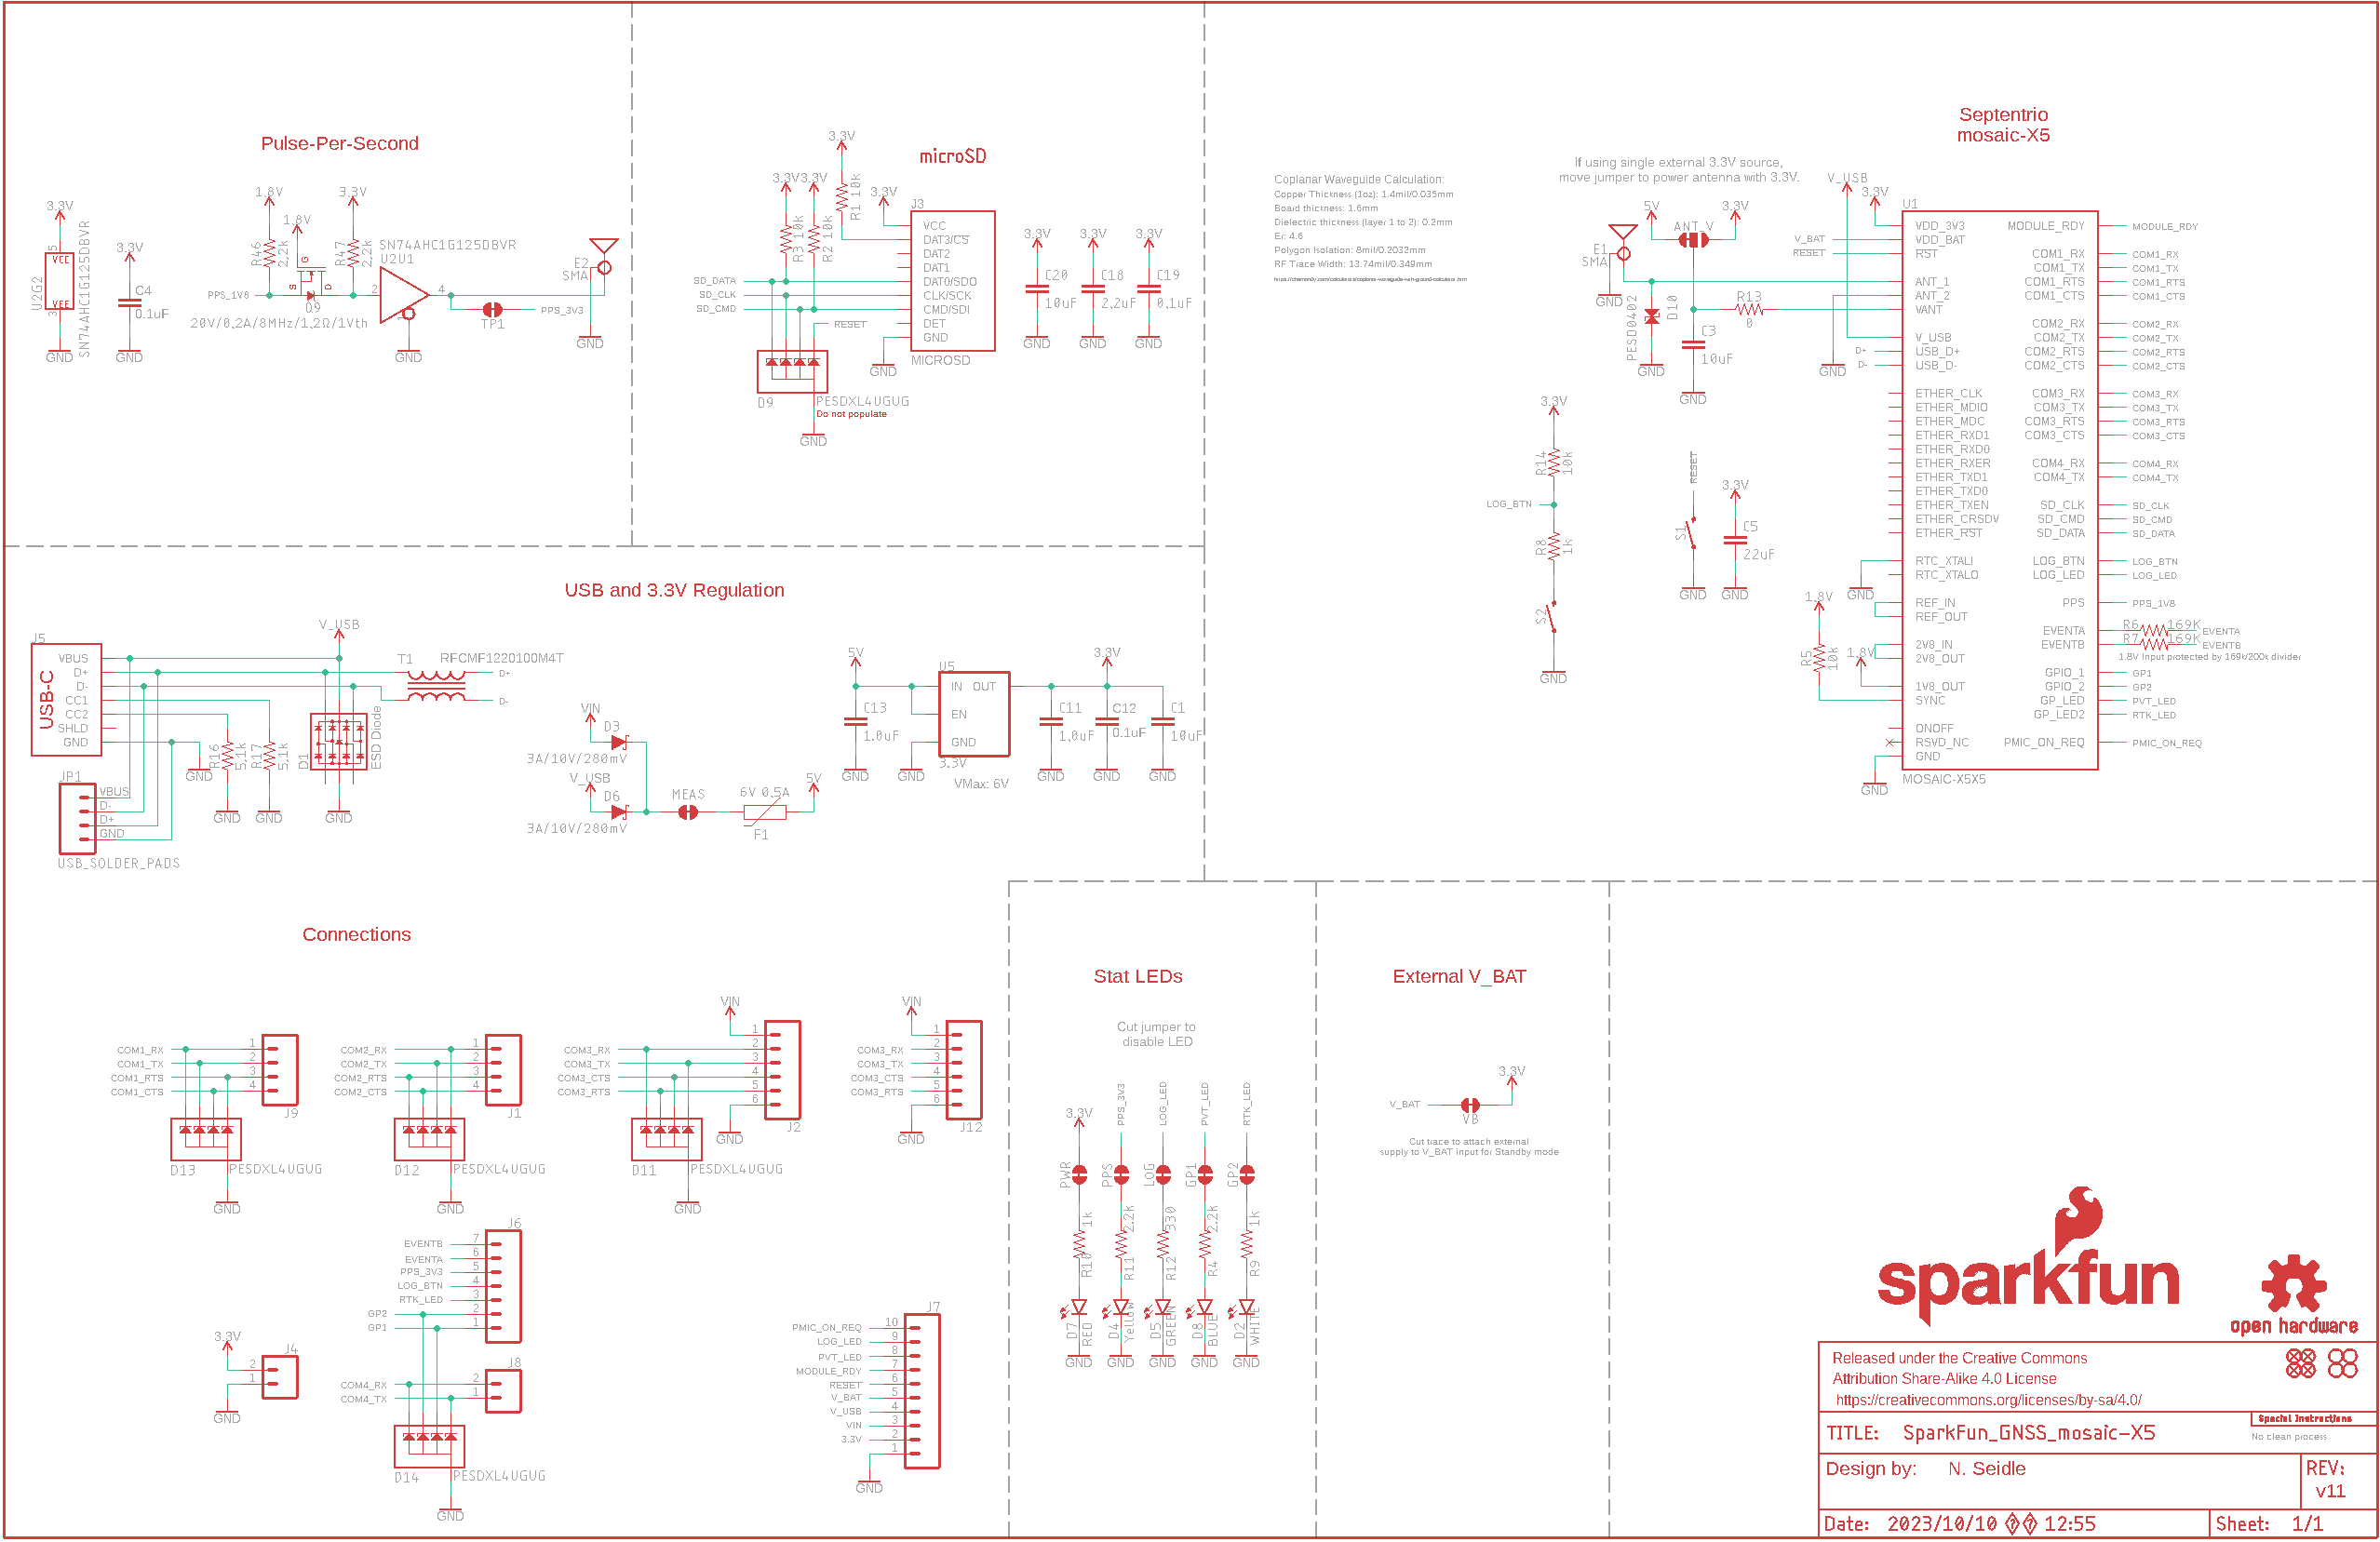 Pulse-Per-Second
3.3V
5
VCC
VEE
3
U2G2
SN74AHC1G125DBVR
GND
3.3V
C4
0.1uF
GND
1.8V
1.8V
3.3V
R46
2.2k
R47
2.2k
G
S
D
Q9
20V/0.2A/8MHz/1.2Ω/1Vth
PPS_1V8
SN74AHC1G125DBVR
U2U1
2
4
GND
TP1
PPS_3V3
E2
SMA
GND
microSD
3.3V
3.3V
3.3V
3.3V
R1 10k
R3 10k
R2 10k
J3
VCC
DAT3/CS
DAT2
DAT1
DAT0/SDO
CLK/SCK
CMD/SDI
DET
GND
MICROSD
SD_DATA
SD_CLK
SD_CMD
RESET
GND
D9
PESDXL4UGUG
Do not populate
GND
3.3V
3.3V
3.3V
C20
10uF
C18
2.2uF
C19
0.1uF
GND
GND
GND
Coplanar Waveguide Calculation:
Copper Thickness (1oz): 1.4mil/0.035mm
Board thickness: 1.6mm
Dielectric thickness (layer 1 to 2): 0.2mm
Er: 4.6
Polygon Isolation: 8mil/0.2032mm
RF Trace Width: 13.74mil/0.349mm
Septentrio
mosaic-X5
If using single external 3.3V source,
move jumper to power antenna with 3.3V.
V_USB
3.3V
5V
3.3V
ANT_V
E1
SMA
GND
PESD0402
D10
GND
C3
10uF
GND
R13
0
V_BAT
RESET
D+
D-
GND
U1
VDD_3V3
VDD_BAT
RST
ANT_1
ANT_2
VANT
V_USB
USB_D+
USB_D-
ETHER_CLK
ETHER_MDIO
ETHER_MDC
ETHER_RXD1
ETHER_RXD0
ETHER_RXER
ETHER_TXD1
ETHER_TXD0
ETHER_TXEN
ETHER_CRSDV
ETHER_RST
RTC_XTALI
RTC_XTALO
REF_IN
REF_OUT
2V8_IN
2V8_OUT
1V8_OUT
SYNC
ONOFF
RSVD_NC
GND
MODULE_RDY
COM1_RX
COM1_TX
COM1_RTS
COM1_CTS
COM2_RX
COM2_TX
COM2_RTS
COM2_CTS
COM3_RX
COM3_TX
COM3_RTS
COM3_CTS
COM4_RX
COM4_TX
SD_CLK
SD_CMD
SD_DATA
LOG_BTN
LOG_LED
PPS
EVENTA
EVENTB
GPIO_1
GPIO_2
GP_LED
GP_LED2
PMIC_ON_REQ
MOSAIC-X5X5
MODULE_RDY
COM1_RX
COM1_TX
COM1_RTS
COM1_CTS
COM2_RX
COM2_TX
COM2_RTS
COM2_CTS
COM3_RX
COM3_TX
COM3_RTS
COM3_CTS
COM4_RX
COM4_TX
SD_CLK
SD_CMD
SD_DATA
LOG_BTN
LOG_LED
PPS_1V8
R6 169K EVENTA
R7 169K EVENTB
1.8V Input protected by 169k/200k divider
GP1
GP2
PVT_LED
RTK_LED
PMIC_ON_REQ
3.3V
R14
10k
LOG_BTN
R8
1k
S2
GND
RESET
S1
GND
3.3V
C5
22uF
GND
1.8V
GND
R5
10k
1.8V
GND
USB and 3.3V Regulation
J5
USB-C
VBUS
D+
D-
CC1
CC2
SHLD
GND
JP1
VBUS
D-
D+
GND
USB_SOLDER_PADS
GND
R16
5.1k
R17
5.1k
GND
GND
V_USB
D1
ESD Diode
GND
T1
RFCMF1220100M4T
D+
D-
VIN
D3
3A/10V/280mV
V_USB
D6
3A/10V/280mV
MEAS
6V 0.5A
F1
5V
5V
C13
1.0uF
GND
GND
U5
IN OUT
EN
GND
3.3V
VMax: 6V
3.3V
C11
1.0uF
C12
0.1uF
C1
10uF
GND
GND
GND
Connections
COM1_RX
COM1_TX
COM1_RTS
COM1_CTS
1
2
3
4
J9
D13
PESDXL4UGUG
GND
COM2_RX
COM2_TX
COM2_RTS
COM2_CTS
1
2
3
4
J1
D12
PESDXL4UGUG
GND
VIN
COM3_RX
COM3_TX
COM3_CTS
COM3_RTS
1
2
3
4
5
6
J2
GND
D11
PESDXL4UGUG
GND
VIN
COM3_RX
COM3_TX
COM3_CTS
COM3_RTS
1
2
3
4
5
6
J12
GND
J6
EVENTB 7
EVENTA 6
PPS_3V3 5
LOG_BTN 4
RTK_LED 3
GP2 2
GP1 1
3.3V
J4
2
1
GND
J8
COM4_RX 2
COM4_TX 1
D14
PESDXL4UGUG
GND
J7
PMIC_ON_REQ 10
LOG_LED 9
PVT_LED 8
MODULE_RDY 7
RESET 6
V_BAT 5
V_USB 4
VIN 3
3.3V 2
1
GND
Stat LEDs
Cut jumper to
disable LED
3.3V
PPS_3V3
LOG_LED
PVT_LED
RTK_LED
PWR
PPS
LOG
GP1
GP2
R10 1k
R11 2.2k
R12 330
R4 2.2k
R9 1k
D7 RED
D4 Yellow
D5 GREEN
D8 BLUE
D2 WHITE
GND
GND
GND
GND
GND
External V_BAT
3.3V
V_BAT
VB
Cut trace to attach external
supply to V_BAT input for Standby mode
sparkfun
open hardware
Released under the Creative Commons
Attribution Share-Alike 4.0 License
https://creativecommons.org/licenses/by-sa/4.0/
Special Instructions
No clean process
TITLE: SparkFun_GNSS_mosaic-X5
Design by: N. Seidle
REV:
v11
Date: 2023/10/10 �� 12:55
Sheet: 1/1